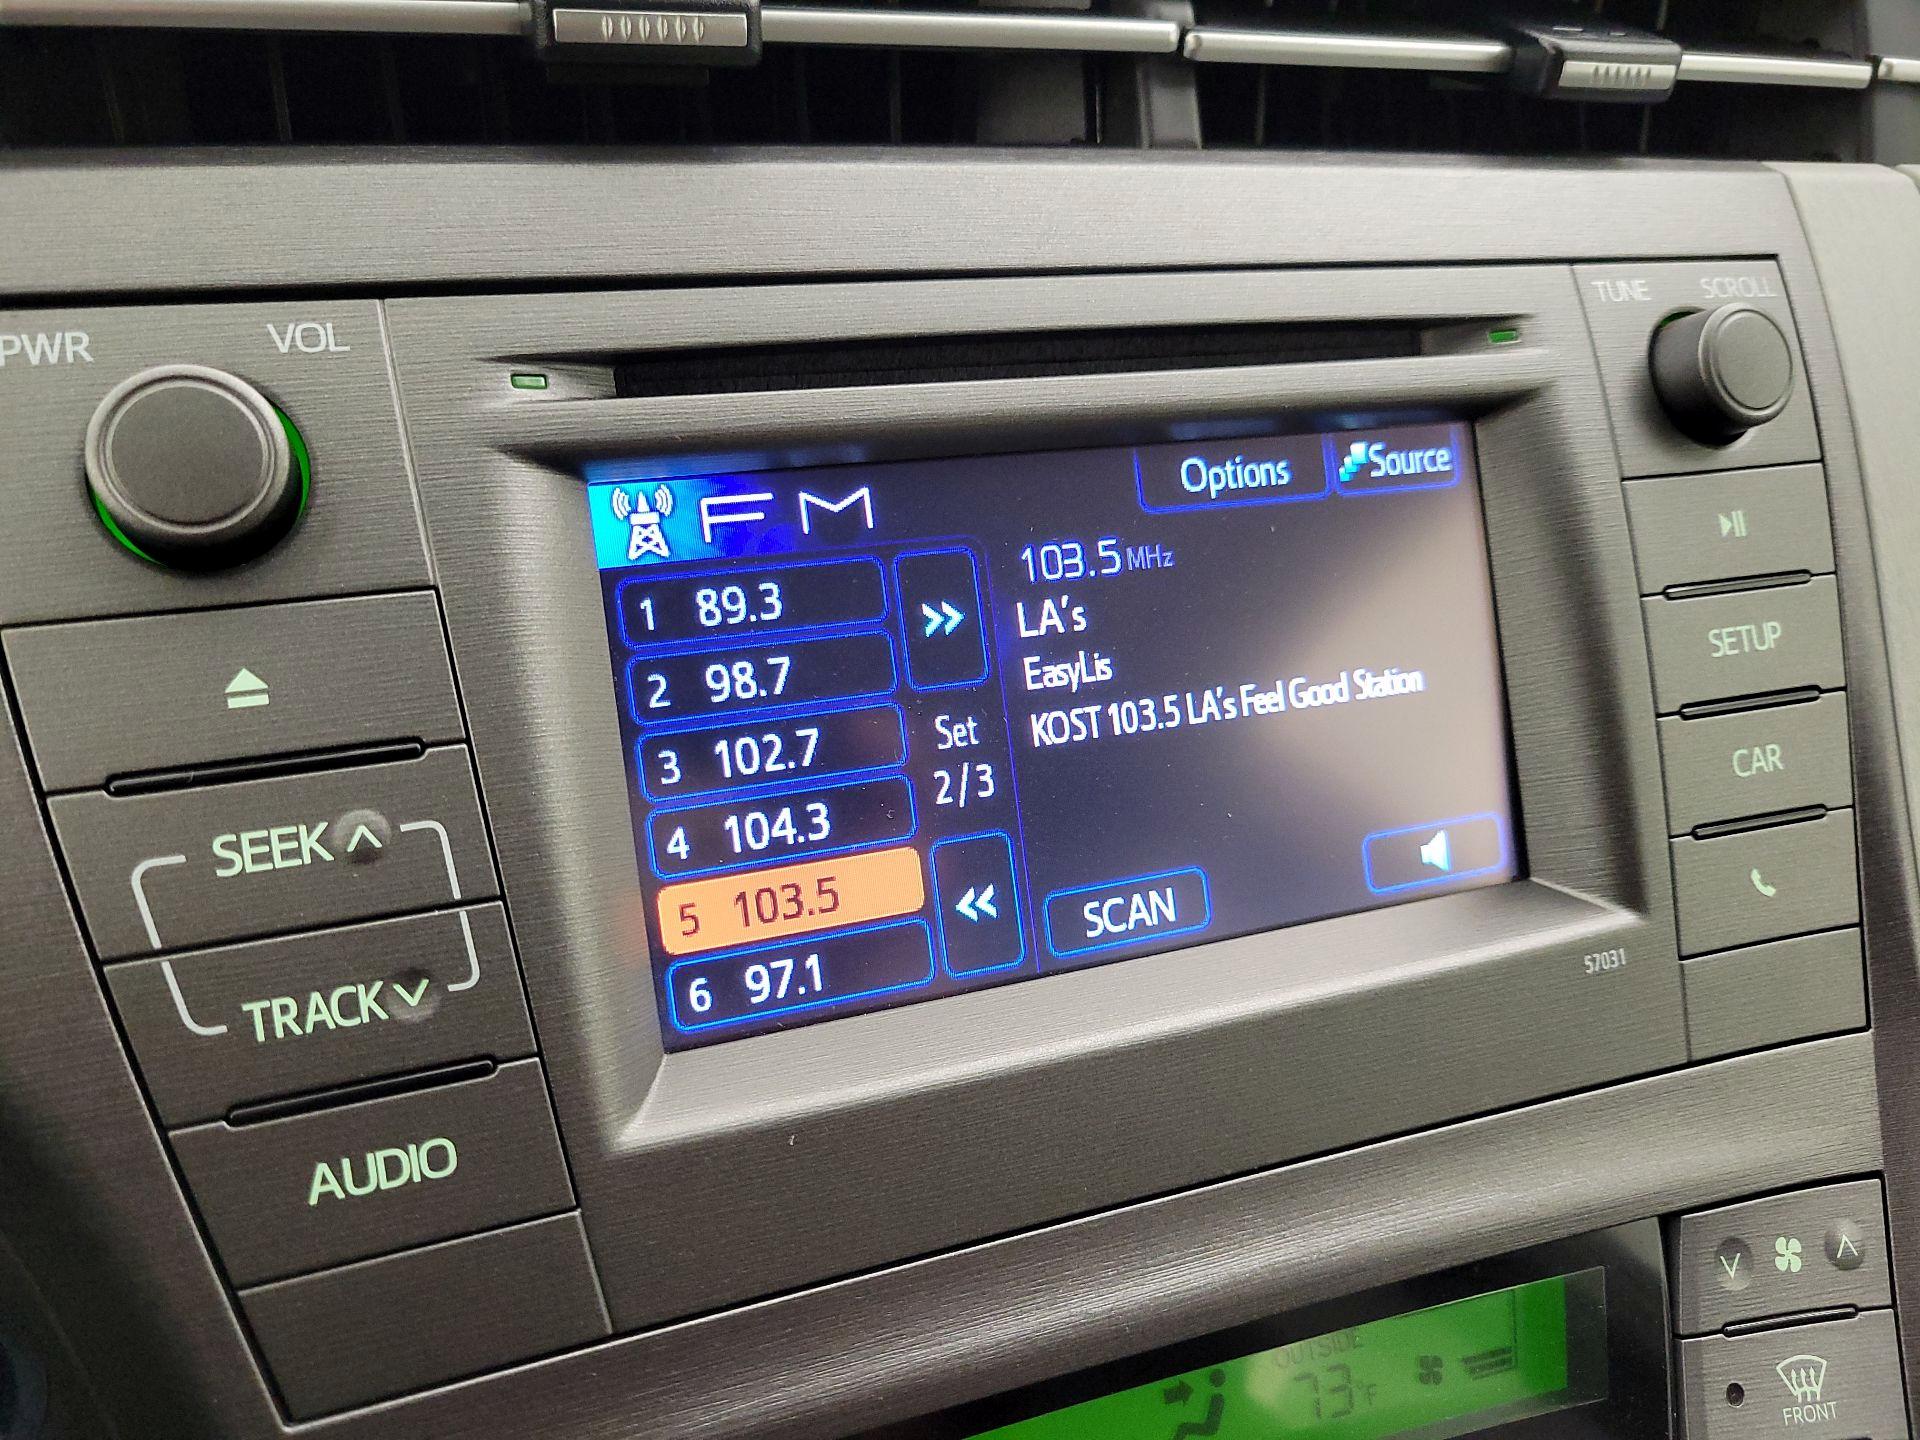 PWR VOL
TUNE SCROLL
FM
Options Source
1 89.3
2 98.7
3 102.7
4 104.3
5 103.5
6 97.1
Set
2/3
103.5 MHz
LA's
EasyLis
KOST 103.5 LA's Feel Good Station
SCAN
SEEK
TRACK
AUDIO
SETUP
CAR
57031
OUTSIDE
73°F
FRONT